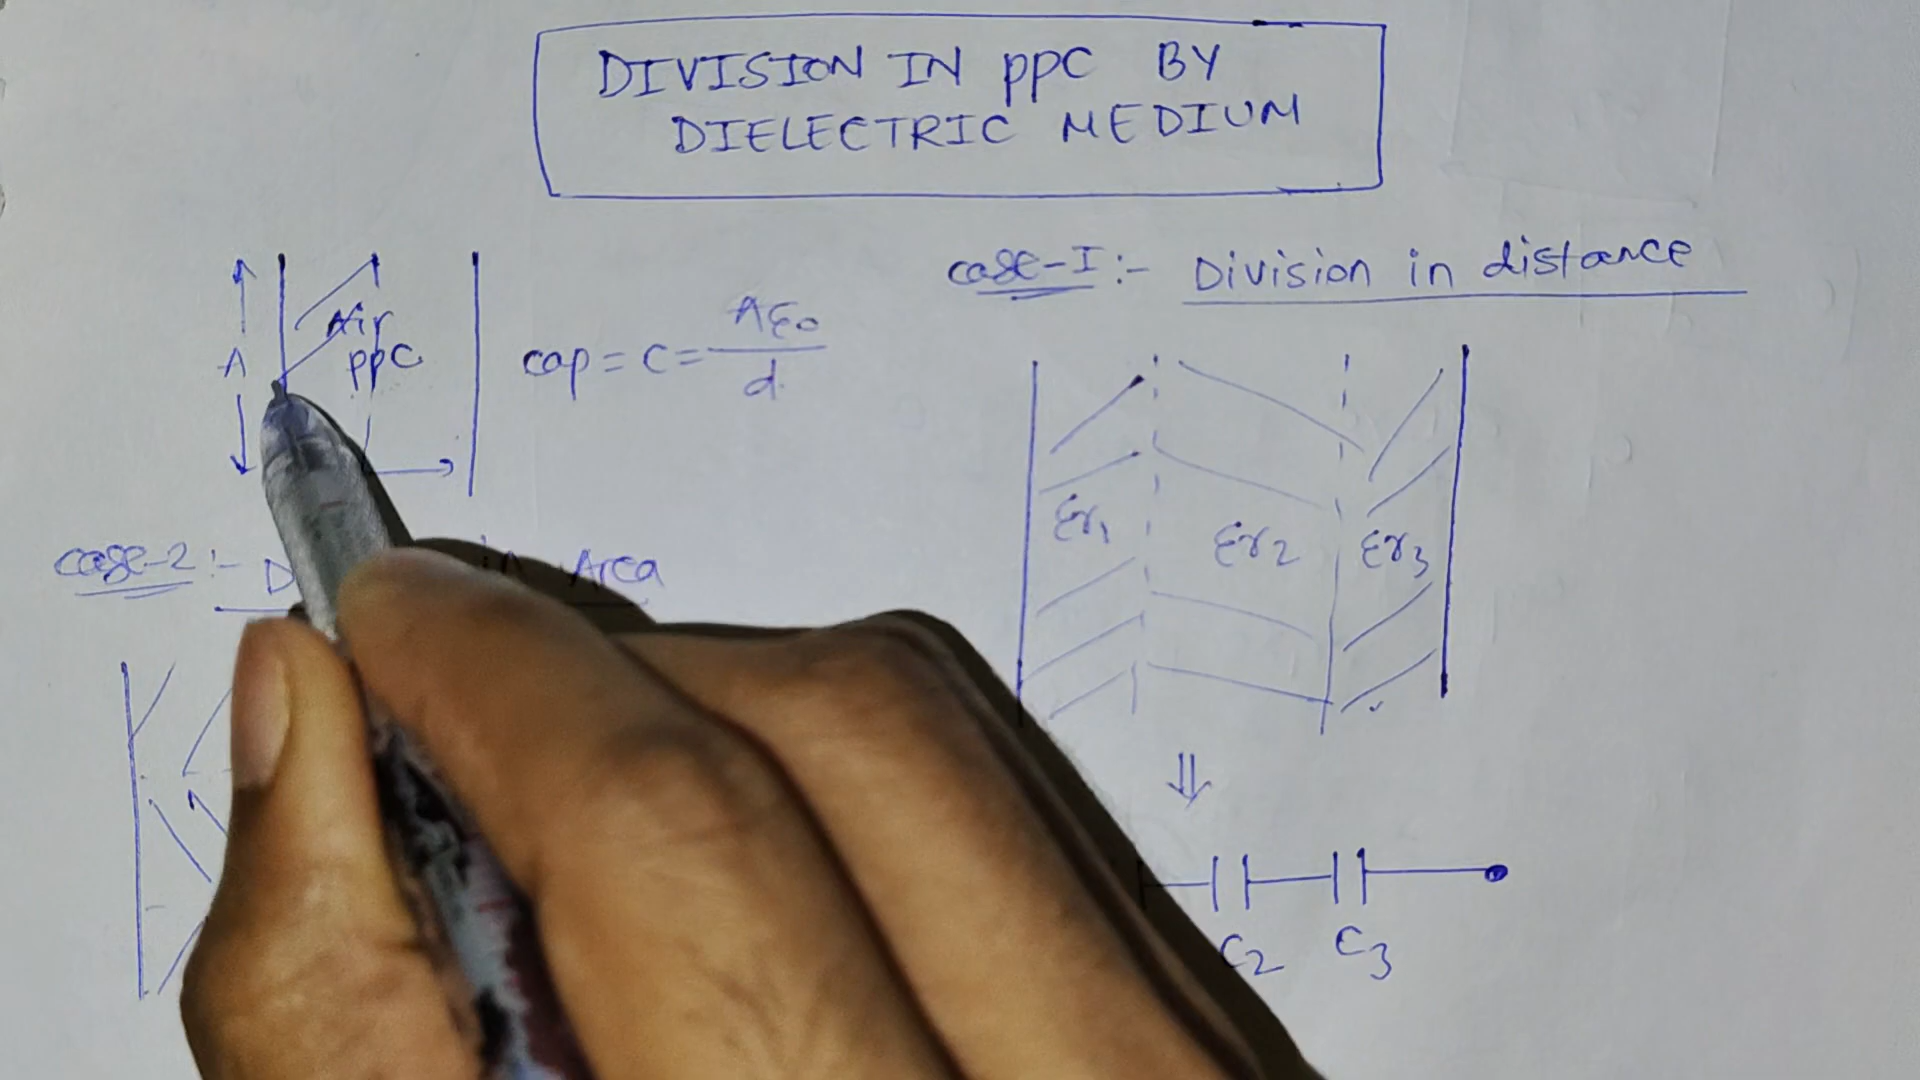 DIVISION IN PPC BY
DIELECTRIC MEDIUM
case-I :- Division in distance
A
Air
PPC
cap = C = Aε₀/d
εr₁ εr₂ εr₃
case-2 :- D in Area
⇓
C₂ C₃